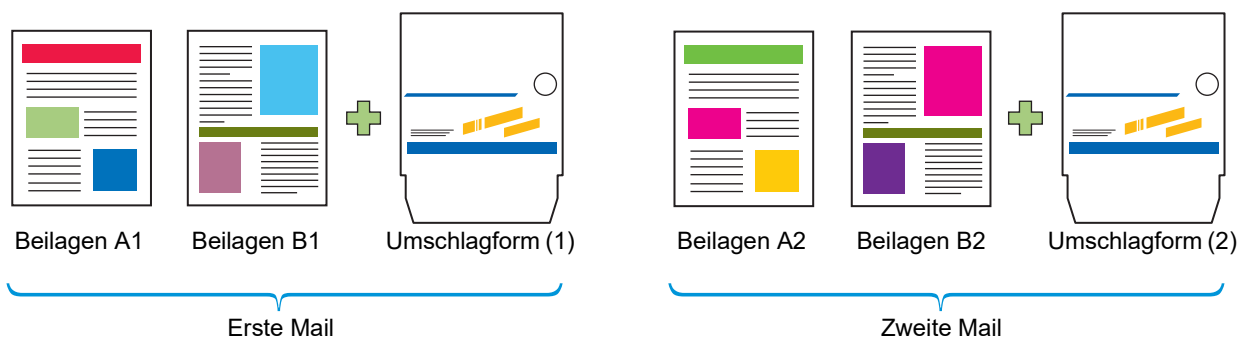 Beilagen A1
Beilagen B1
Umschlagform (1)
Beilagen A2
Beilagen B2
Umschlagform (2)
Erste Mail
Zweite Mail